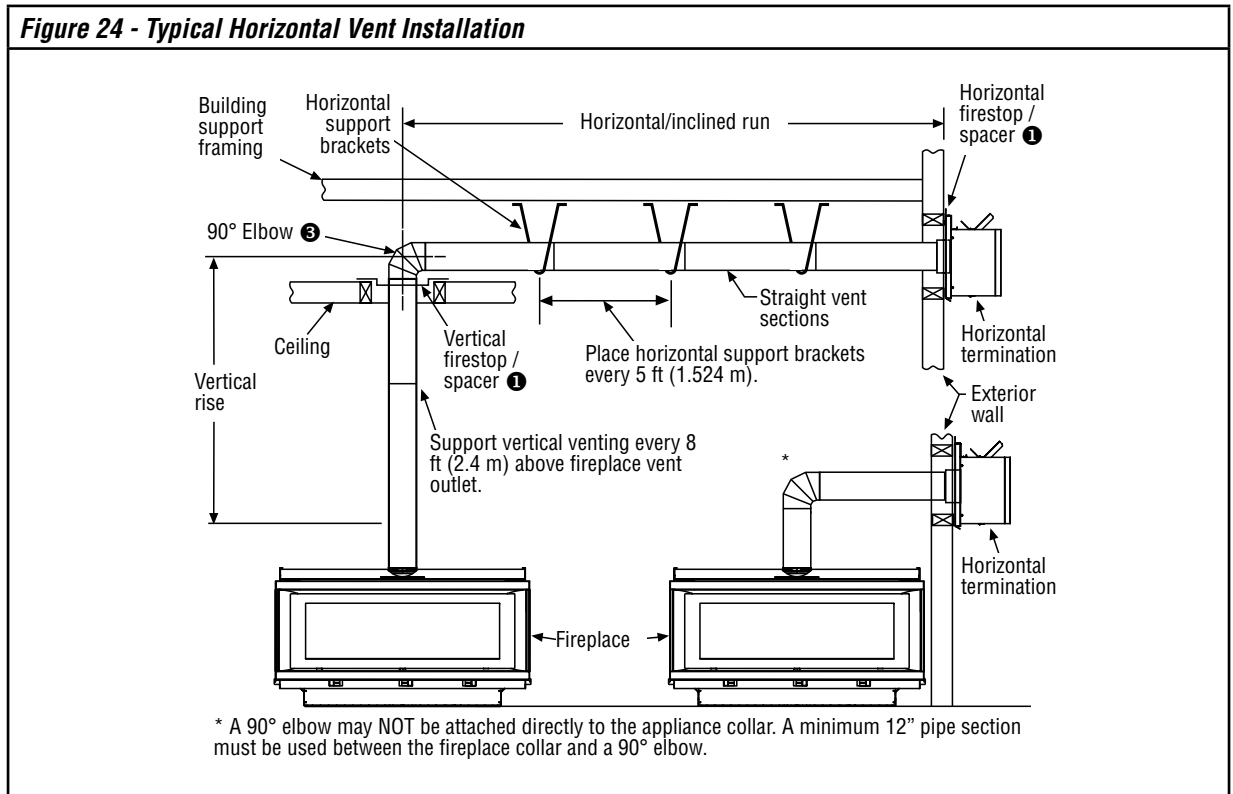 Figure 24 - Typical Horizontal Vent Installation
Building
support
framing
Horizontal
support
brackets
Horizontal/inclined run
Horizontal
firestop /
spacer ❶
90° Elbow ❸
Ceiling
Vertical
firestop /
spacer ❶
Straight vent
sections
Place horizontal support brackets
every 5 ft (1.524 m).
Horizontal
termination
Vertical
rise
Exterior
wall
Support vertical venting every 8
ft (2.4 m) above fireplace vent
outlet.
*
Horizontal
termination
Fireplace
* A 90° elbow may NOT be attached directly to the appliance collar. A minimum 12” pipe section
must be used between the fireplace collar and a 90° elbow.